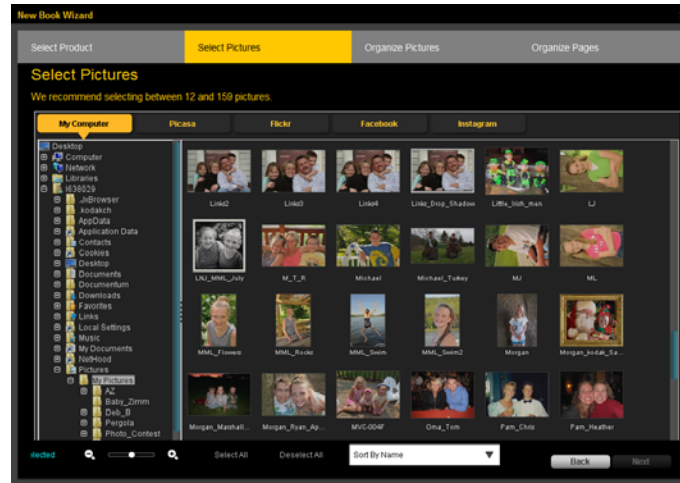 New Book Wizard
Select Product Select Pictures Organize Pictures Organize Pages
Select Pictures
We recommend selecting between 12 and 159 pictures.
My Computer Picasa Flickr Facebook Instagram
Desktop
Computer
Network
Libraries
l638029
.JxBrowser
.kodakch
AppData
Application Data
Contacts
Cookies
Desktop
Documents
Documentum
Downloads
Favorites
Links
Local Settings
Music
My Documents
NetHood
Pictures
My Pictures
AZ
Baby_Zimm
Deb_B
Pergola
Photo_Contest
Links2 Links3 Links4 Links_Drop_Shadow Little_Irish_men LJ
LNJ_MML_July M_T_R Michael Michael_Turkey MJ ML
MML_Flowers MML_Rocks MML_Swim MML_Swim2 Morgan Morgan_kodak_Sa...
Morgan_Marshall... Morgan_Ryan_Ap... MVC-004F Oma_Tom Pam_Chris Pam_Heather
lected Select All Deselect All Sort By Name Back Next